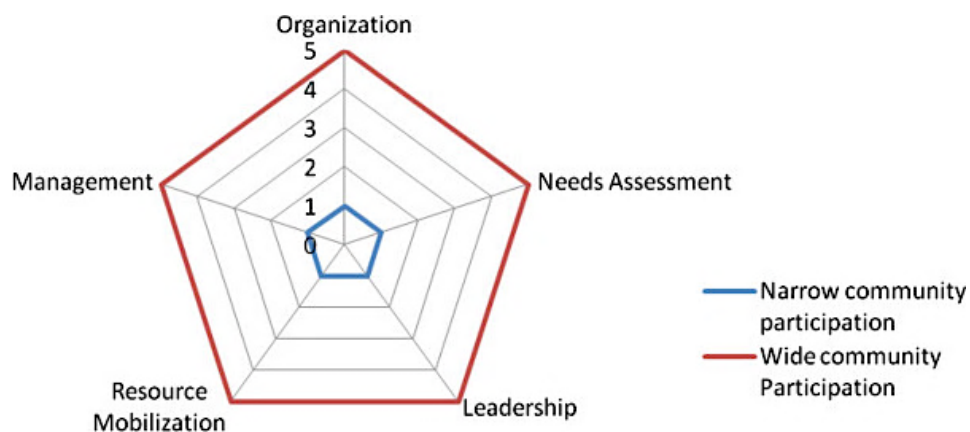 Organization
5
4
3
2
1
0
Management
Needs Assessment
Resource
Mobilization
Leadership
Narrow community
participation
Wide community
Participation